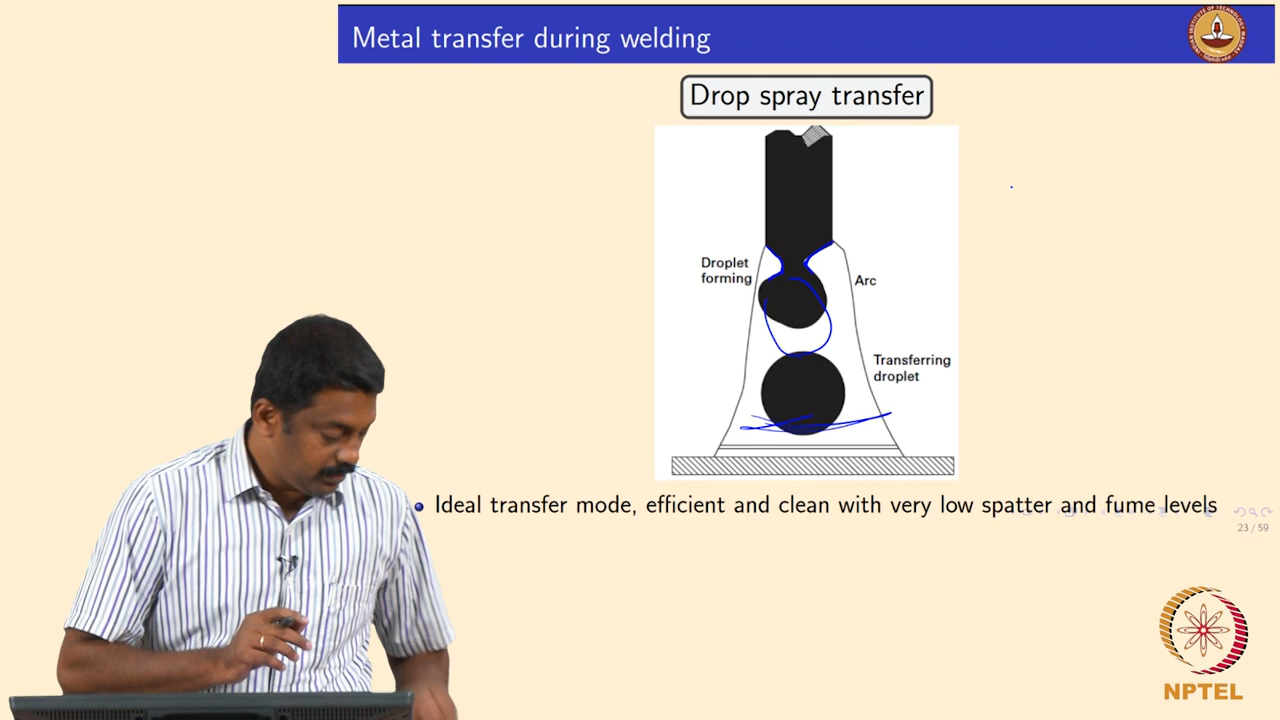 Metal transfer during welding
Drop spray transfer
Droplet
forming
Arc
Transferring
droplet
Ideal transfer mode, efficient and clean with very low spatter and fume levels
23 / 59
NPTEL